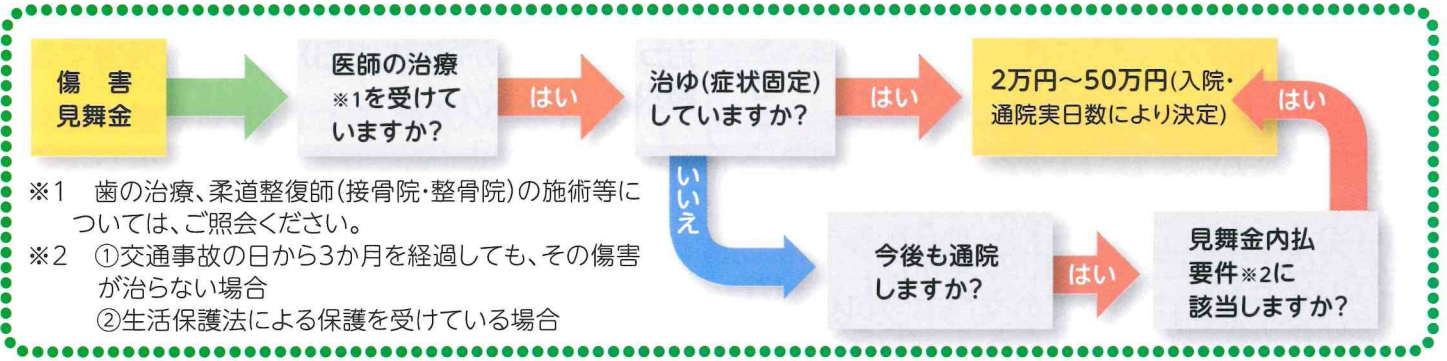 傷　害
見舞金
医師の治療
※1を受けて
いますか?
はい
治ゆ(症状固定)
していますか?
はい
2万円～50万円(入院・
通院実日数により決定)
はい
いいえ
今後も通院
しますか?
はい
見舞金内払
要件※2に
該当しますか?
※1　歯の治療、柔道整復師(接骨院・整骨院)の施術等に
ついては、ご照会ください。
※2　①交通事故の日から3か月を経過しても、その傷害
が治らない場合
②生活保護法による保護を受けている場合